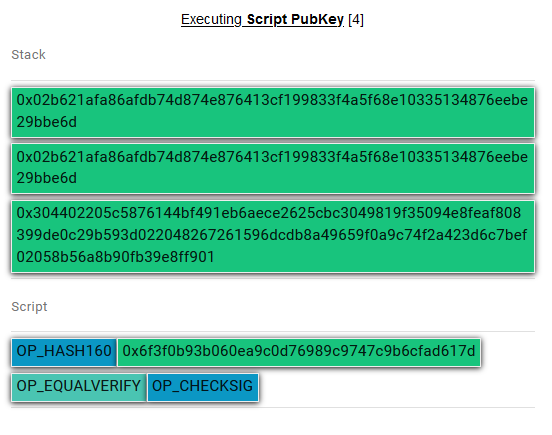 Executing Script PubKey [4]
Stack
0x02b621afa86afdb74d874e876413cf199833f4a5f68e10335134876eebe
29bbe6d
0x02b621afa86afdb74d874e876413cf199833f4a5f68e10335134876eebe
29bbe6d
0x304402205c5876144bf491eb6aece2625cbc3049819f35094e8feaf808
399de0c29b593d022048267261596dcdb8a49659f0a9c74f2a423d6c7bef
02058b56a8b90fb39e8ff901
Script
OP_HASH160 0x6f3f0b93b060ea9c0d76989c9747c9b6cfad617d
OP_EQUALVERIFY OP_CHECKSIG